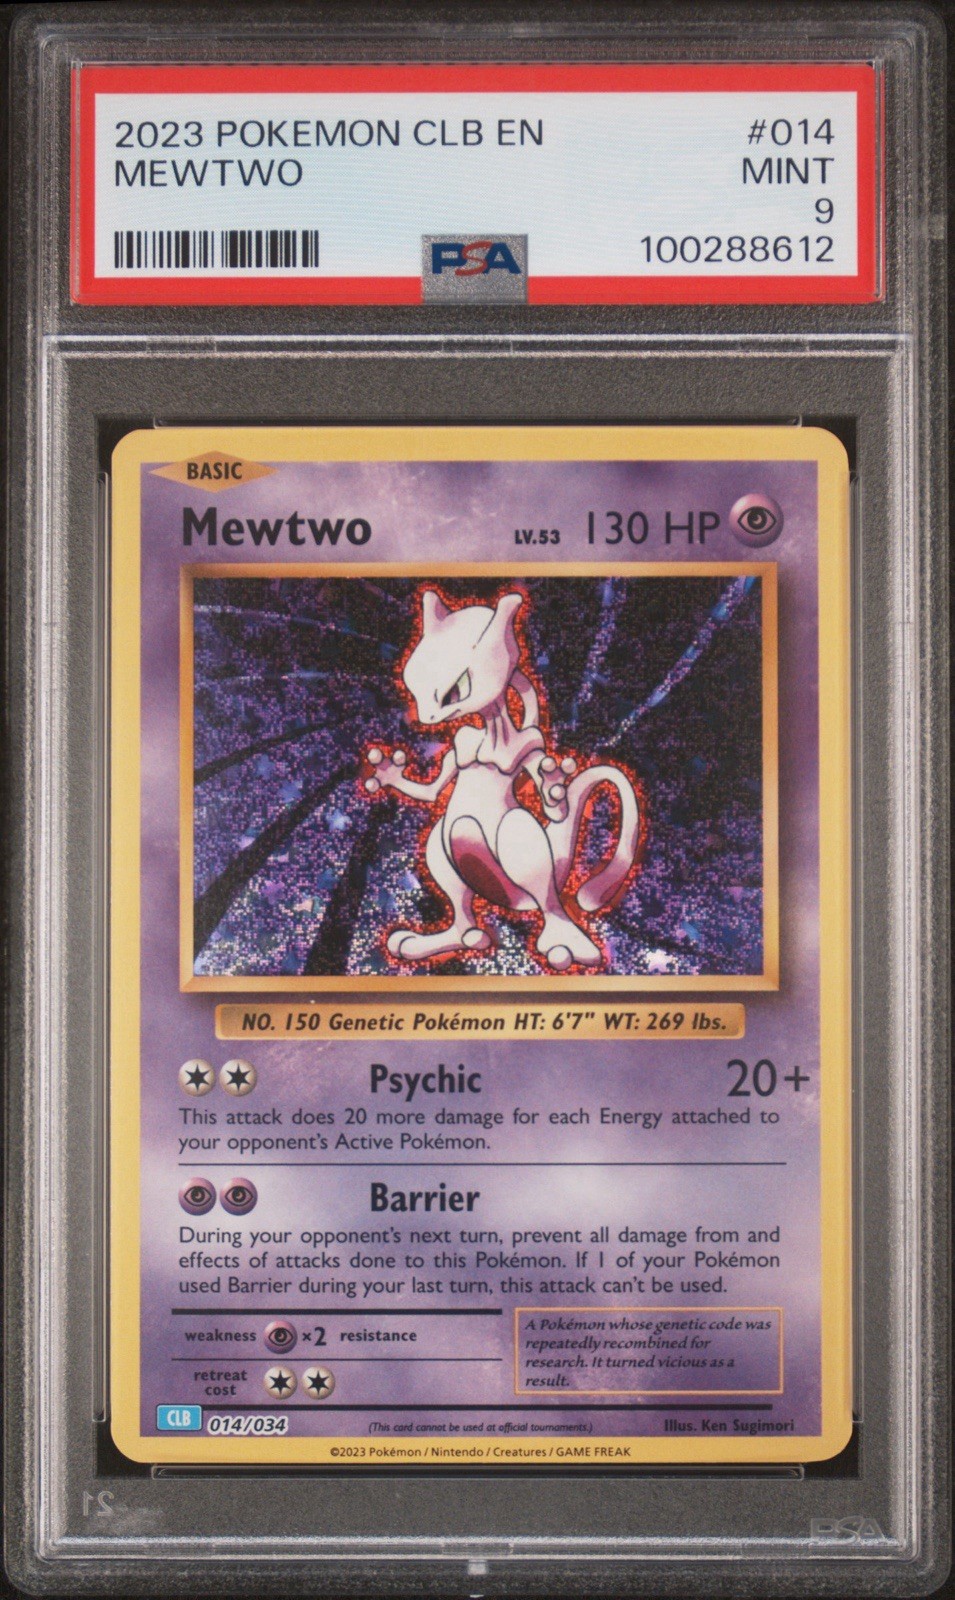 2023 POKEMON CLB EN #014
MEWTWO MINT
9
PSA 100288612
BASIC
Mewtwo LV.53 130 HP
NO. 150 Genetic Pokémon HT: 6'7" WT: 269 lbs.
Psychic 20+
This attack does 20 more damage for each Energy attached to
your opponent's Active Pokémon.
Barrier
During your opponent's next turn, prevent all damage from and
effects of attacks done to this Pokémon. If 1 of your Pokémon
used Barrier during your last turn, this attack can't be used.
weakness ×2 resistance
retreat
cost
A Pokémon whose genetic code was
repeatedly recombined for
research. It turned vicious as a
result.
CLB 014/034 (This card cannot be used at official tournaments.) Illus. Ken Sugimori
©2023 Pokémon / Nintendo / Creatures / GAME FREAK
PSA